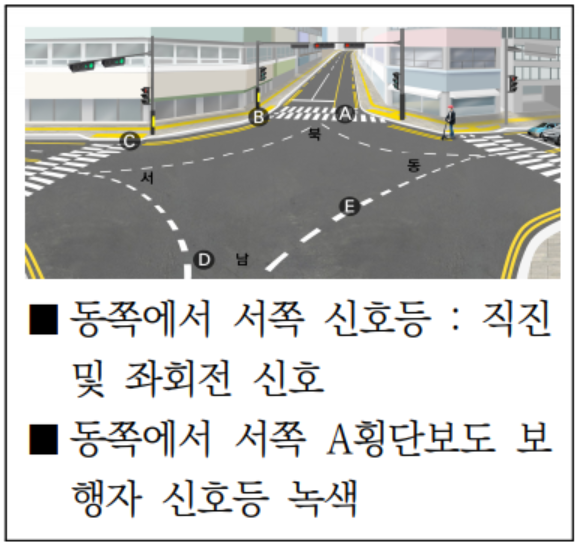 A
B
북
C
동
서
E
D
남
■ 동쪽에서 서쪽 신호등 : 직진
및 좌회전 신호
■ 동쪽에서 서쪽 A횡단보도 보
행자 신호등 녹색